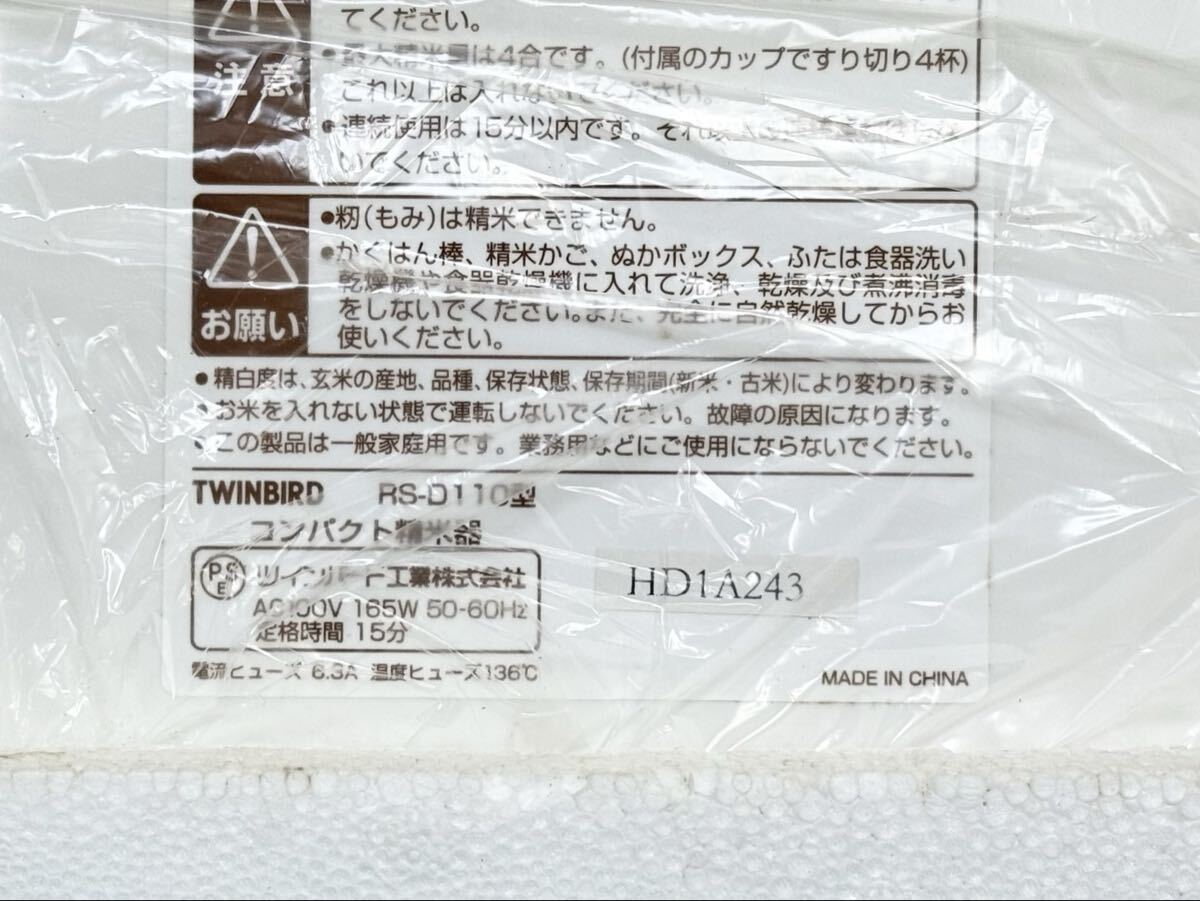 てください。
注意
●最大精米量は4合です。(付属のカップですり切り4杯)
これ以上は入れないでください。
●連続使用は15分以内です。それ以
いでください。
●籾(もみ)は精米できません。
●かくはん棒、精米かご、ぬかボックス、ふたは食器洗い
乾燥機や食器乾燥機に入れて洗浄、乾燥及び煮沸消毒
をしないでください。また、完全に自然乾燥してからお
使いください。
お願い
●精白度は、玄米の産地、品種、保存状態、保存期間(新米・古米)により変わります。
●お米を入れない状態で運転しないでください。故障の原因になります。
●この製品は一般家庭用です。業務用などにご使用にならないでください。
TWINBIRD RS-D110型
コンパクト精米器
PSE ツインバード工業株式会社
AC100V 165W 50-60Hz
定格時間 15分
HD1A243
電流ヒューズ 6.3A 温度ヒューズ136℃
MADE IN CHINA